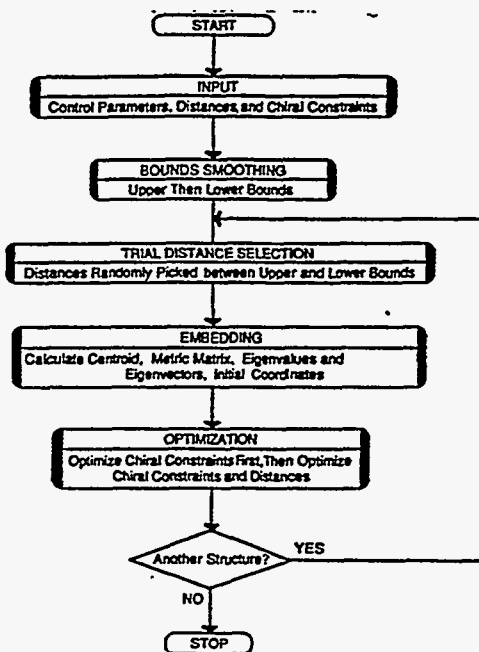 START
INPUT
Control Parameters, Distances, and Chiral Constraints
BOUNDS SMOOTHING
Upper Then Lower Bounds
TRIAL DISTANCE SELECTION
Distances Randomly Picked between Upper and Lower Bounds
EMBEDDING
Calculate Centroid, Metric Matrix, Eigenvalues and
Eigenvectors, Initial Coordinates
OPTIMIZATION
Optimize Chiral Constraints First, Then Optimize
Chiral Constraints and Distances
Another Structure?
YES
NO
STOP